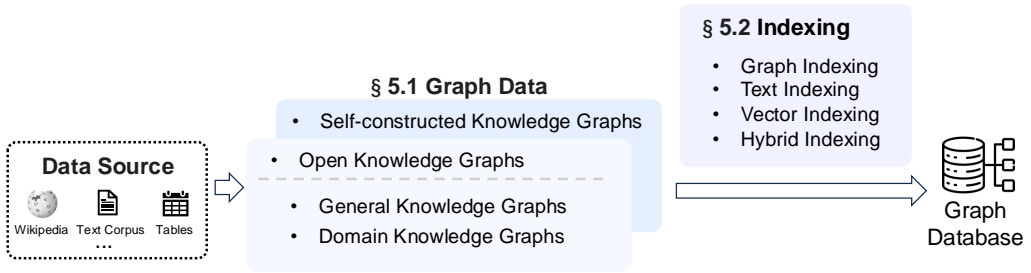 Data Source
Wikipedia
Text Corpus
Tables
...
§ 5.1 Graph Data
• Self-constructed Knowledge Graphs
• Open Knowledge Graphs
• General Knowledge Graphs
• Domain Knowledge Graphs
§ 5.2 Indexing
• Graph Indexing
• Text Indexing
• Vector Indexing
• Hybrid Indexing
Graph
Database